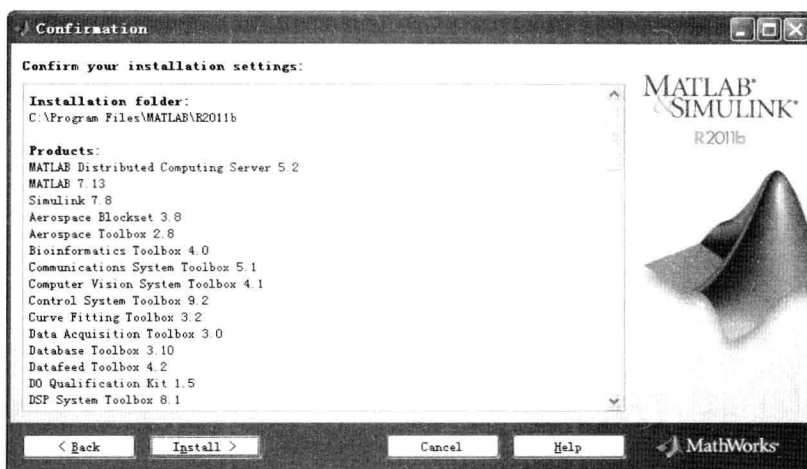 Confirmation
Confirm your installation settings:
Installation folder:
C:\Program Files\MATLAB\R2011b
Products:
MATLAB Distributed Computing Server 5.2
MATLAB 7.13
Simulink 7.8
Aerospace Blockset 3.8
Aerospace Toolbox 2.8
Bioinformatics Toolbox 4.0
Communications System Toolbox 5.1
Computer Vision System Toolbox 4.1
Control System Toolbox 9.2
Curve Fitting Toolbox 3.2
Data Acquisition Toolbox 3.0
Database Toolbox 3.10
Datafeed Toolbox 4.2
DO Qualification Kit 1.5
DSP System Toolbox 8.1
MATLAB®
&SIMULINK®
R2011b
< Back
Install >
Cancel
Help
MathWorks®